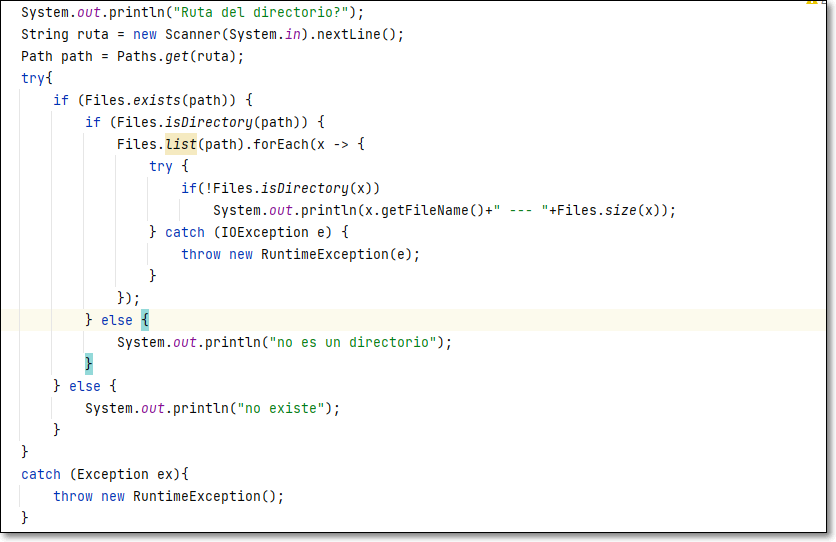 System.out.println("Ruta del directorio?");
String ruta = new Scanner(System.in).nextLine();
Path path = Paths.get(ruta);
try{
    if (Files.exists(path)) {
        if (Files.isDirectory(path)) {
            Files.list(path).forEach(x -> {
                try {
                    if(!Files.isDirectory(x))
                        System.out.println(x.getFileName()+" --- "+Files.size(x));
                } catch (IOException e) {
                    throw new RuntimeException(e);
                }
            });
        } else {
            System.out.println("no es un directorio");
        }
    } else {
        System.out.println("no existe");
    }
}
catch (Exception ex){
    throw new RuntimeException();
}